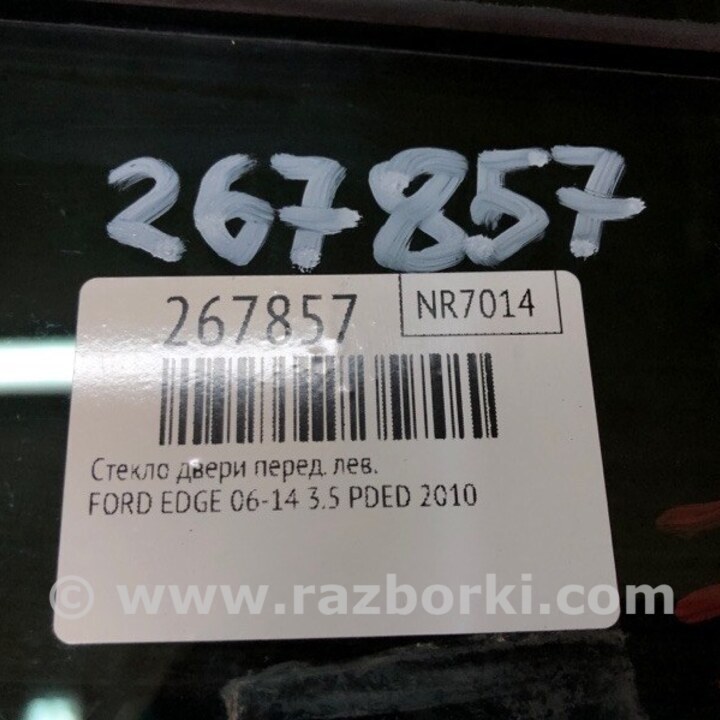 267857
267857
NR7014
Стекло двери перед. лев.
FORD EDGE 06-14 3.5 PDED 2010
© www.razborki.com